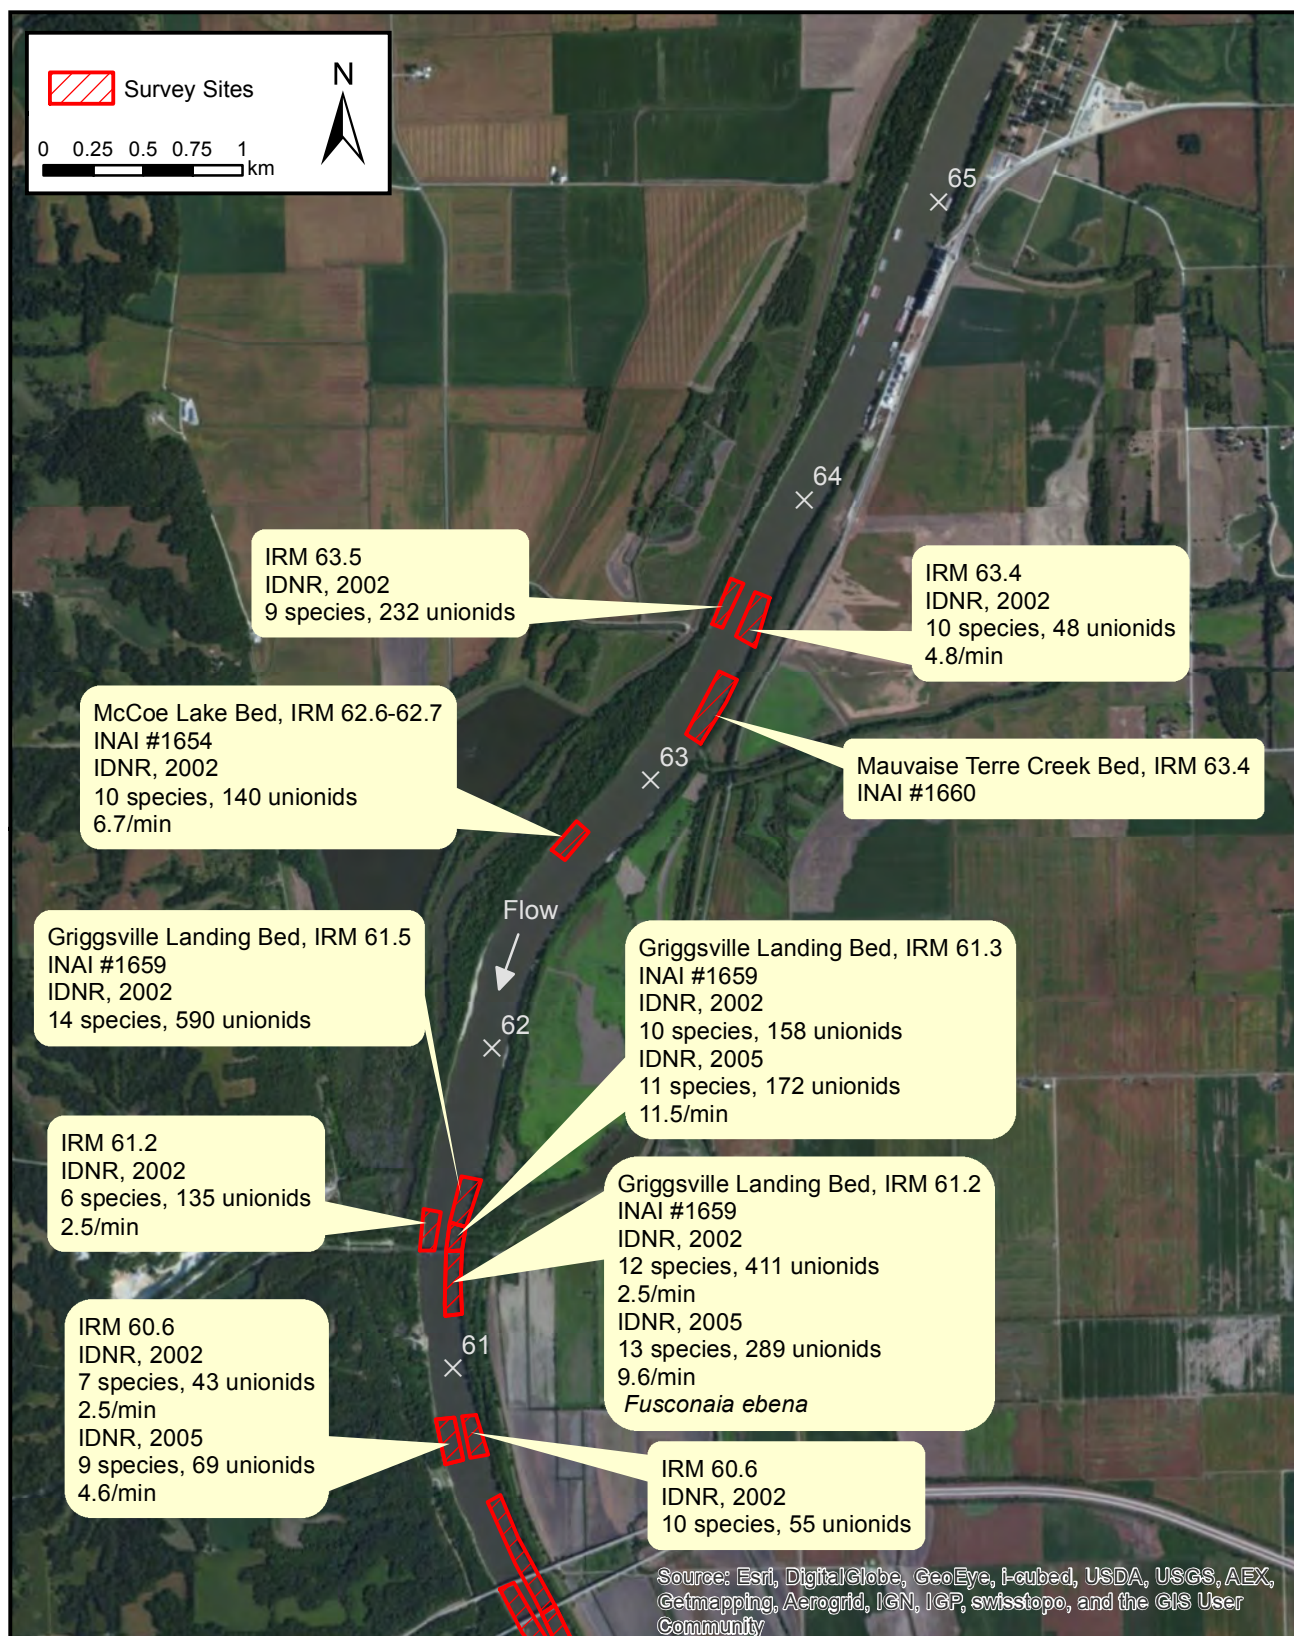 Survey Sites
N
0 0.25 0.5 0.75 1
km
65
64
IRM 63.5
IDNR, 2002
9 species, 232 unionids
IRM 63.4
IDNR, 2002
10 species, 48 unionids
4.8/min
McCoe Lake Bed, IRM 62.6-62.7
INAI #1654
IDNR, 2002
10 species, 140 unionids
6.7/min
63
Mauvaise Terre Creek Bed, IRM 63.4
INAI #1660
Flow
62
Griggsville Landing Bed, IRM 61.5
INAI #1659
IDNR, 2002
14 species, 590 unionids
Griggsville Landing Bed, IRM 61.3
INAI #1659
IDNR, 2002
10 species, 158 unionids
IDNR, 2005
11 species, 172 unionids
11.5/min
IRM 61.2
IDNR, 2002
6 species, 135 unionids
2.5/min
Griggsville Landing Bed, IRM 61.2
INAI #1659
IDNR, 2002
12 species, 411 unionids
2.5/min
IDNR, 2005
13 species, 289 unionids
9.6/min
Fusconaia ebena
61
IRM 60.6
IDNR, 2002
7 species, 43 unionids
2.5/min
IDNR, 2005
9 species, 69 unionids
4.6/min
IRM 60.6
IDNR, 2002
10 species, 55 unionids
Source: Esri, DigitalGlobe, GeoEye, i-cubed, USDA, USGS, AEX,
Getmapping, Aerogrid, IGN, IGP, swisstopo, and the GIS User
Community